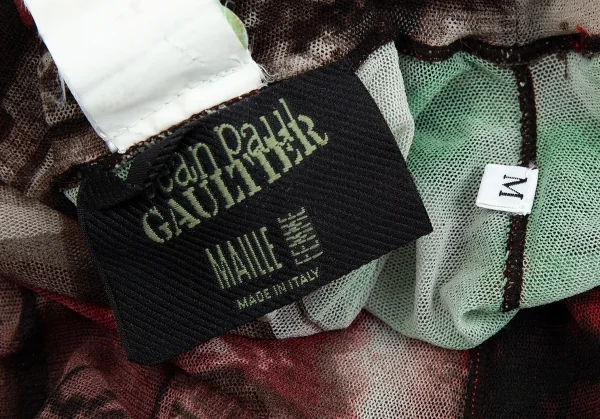 Jean Paul
GAULTIER
MAILLE FEMME
MADE IN ITALY
M